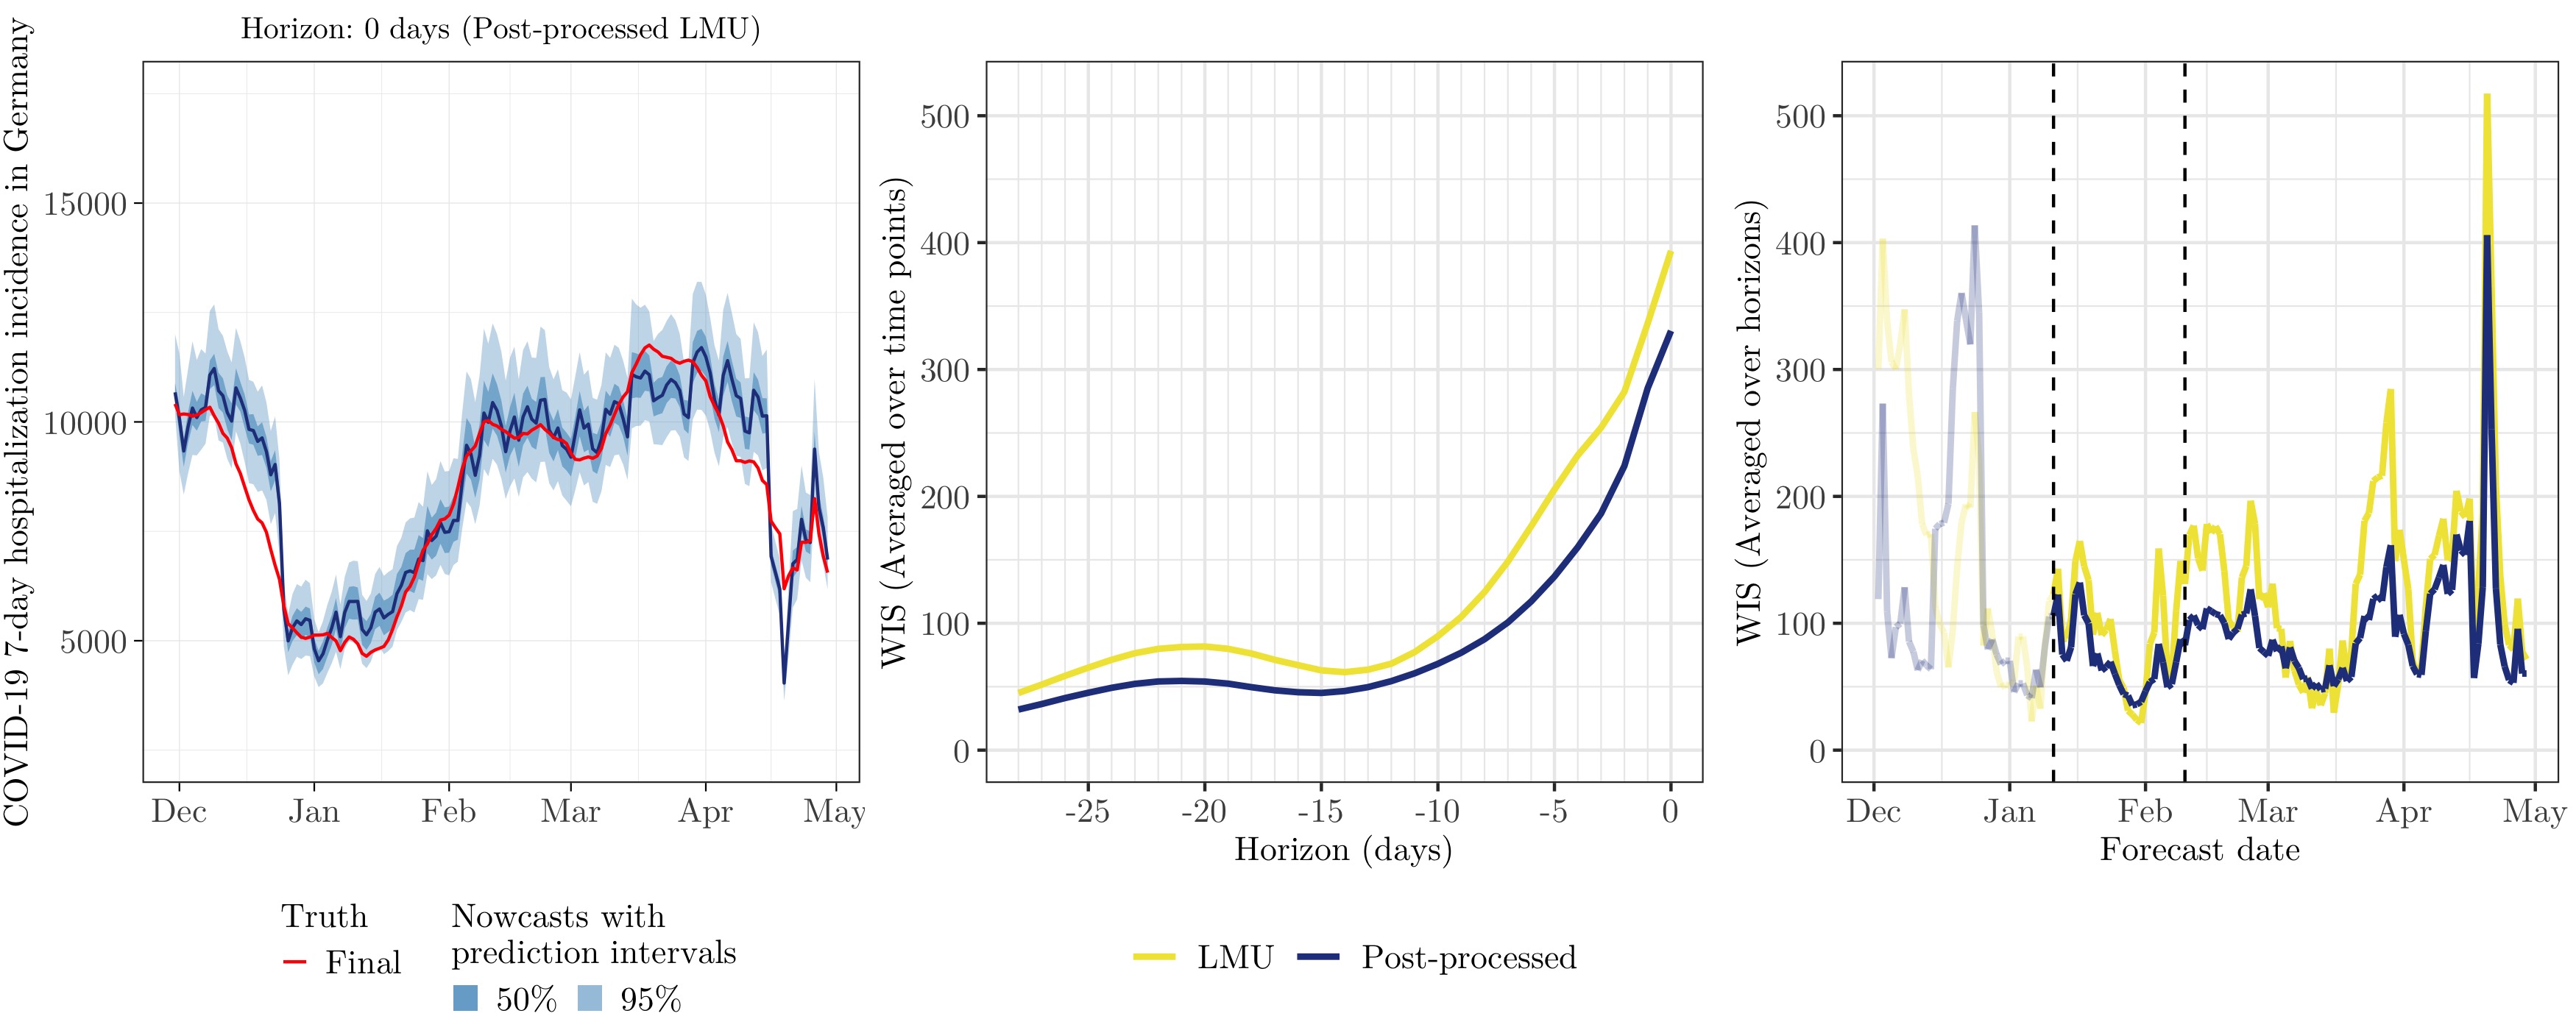 Horizon: 0 days (Post-processed LMU)
COVID-19 7-day hospitalization incidence in Germany
15000
10000
5000
Dec Jan Feb Mar Apr May
Truth
Final
Nowcasts with
prediction intervals
50% 95%
WIS (Averaged over time points)
500
400
300
200
100
0
-25 -20 -15 -10 -5 0
Horizon (days)
LMU Post-processed
WIS (Averaged over horizons)
500
400
300
200
100
0
Dec Jan Feb Mar Apr May
Forecast date